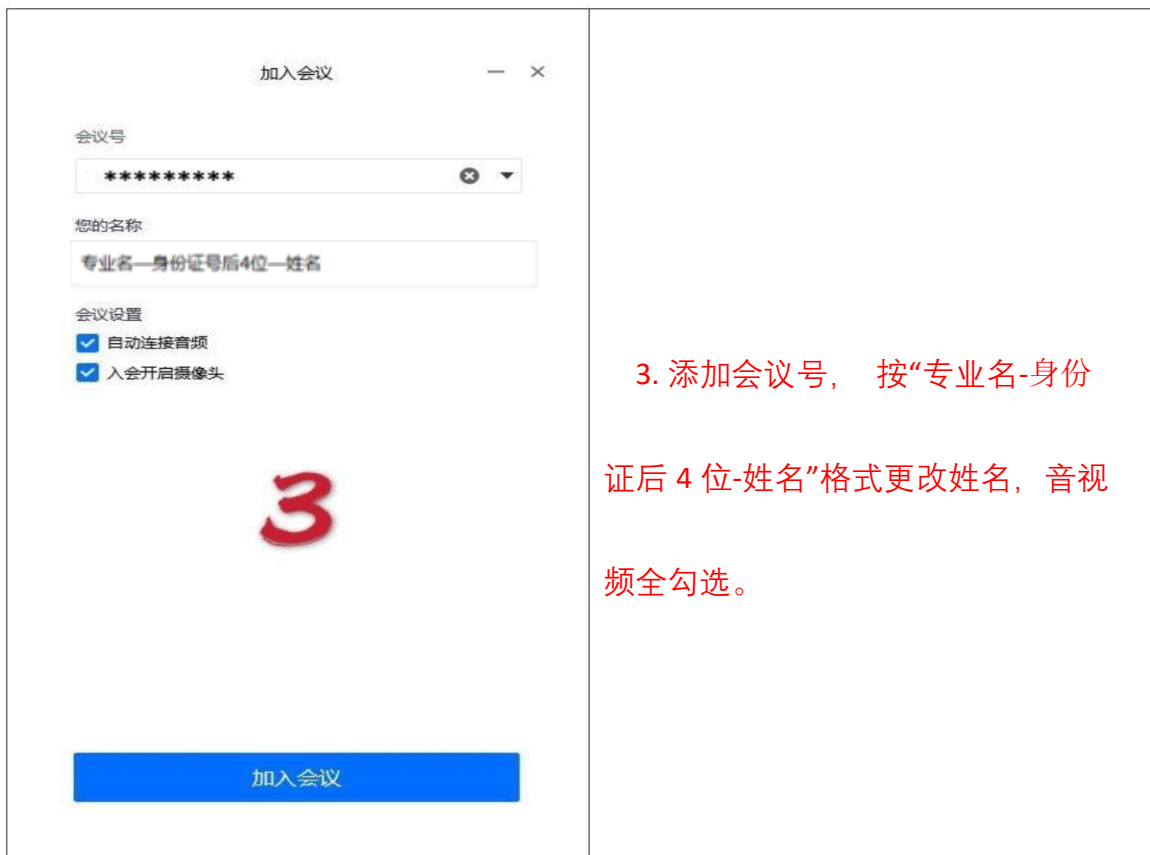 加入会议
会议号
*********
您的名称
专业名—身份证号后4位—姓名
会议设置
自动连接音频
入会开启摄像头
3
加入会议
3. 添加会议号， 按“专业名-身份
证后 4 位-姓名”格式更改姓名，音视
频全勾选。